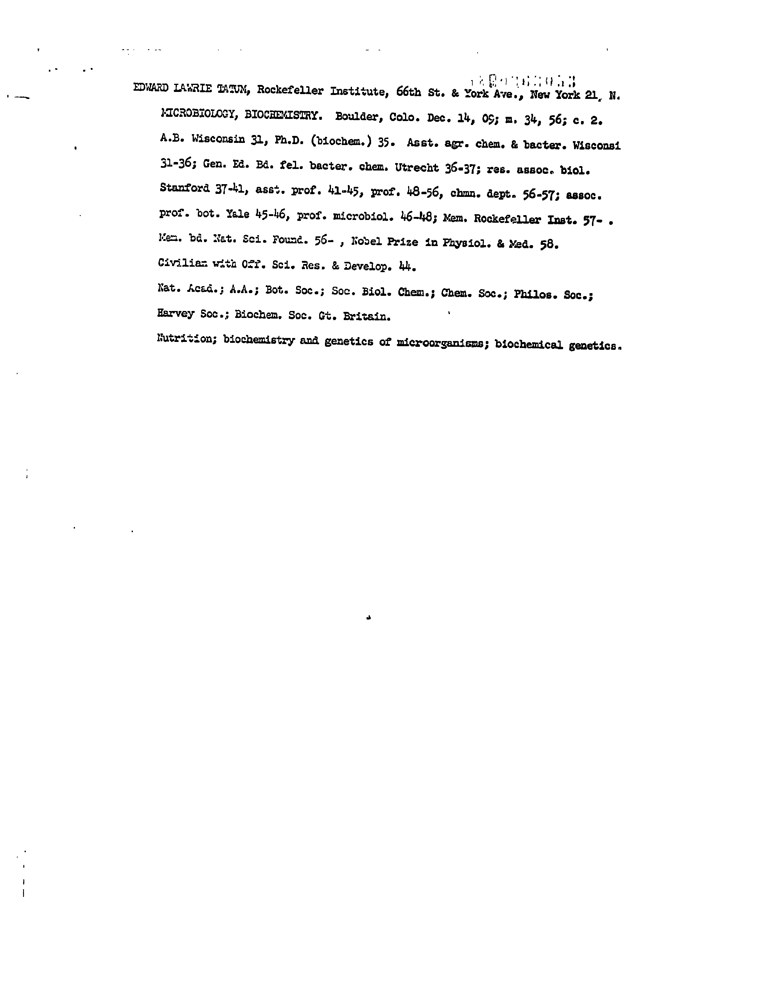 EDWARD LAWRIE TATUM, Rockefeller Institute, 66th St. & York Ave., New York 21, N.
MICROBIOLOGY, BIOCHEMISTRY. Boulder, Colo. Dec. 14, 09; m. 34, 56; c. 2.
A.B. Wisconsin 31, Ph.D. (biochem.) 35. Asst. agr. chem. & bacter. Wisconsi
31-36; Gen. Ed. Bd. fel. bacter. chem. Utrecht 36-37; res. assoc. biol.
Stanford 37-41, asst. prof. 41-45, prof. 48-56, chmn. dept. 56-57; assoc.
prof. bot. Yale 45-46, prof. microbiol. 46-48; Mem. Rockefeller Inst. 57- .
Mem. bd. Nat. Sci. Found. 56- , Nobel Prize in Physiol. & Med. 58.
Civilian with Off. Sci. Res. & Develop. 44.
Nat. Acad.; A.A.; Bot. Soc.; Soc. Biol. Chem.; Chem. Soc.; Philos. Soc.;
Harvey Soc.; Biochem. Soc. Gt. Britain.
Nutrition; biochemistry and genetics of microorganisms; biochemical genetics.